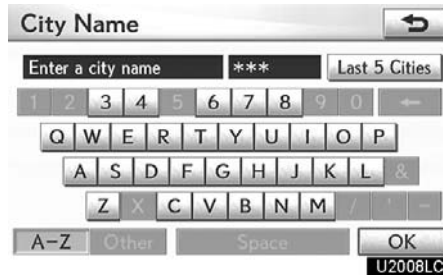 City Name
Enter a city name *** Last 5 Cities
1 2 3 4 5 6 7 8 9 0
Q W E R T Y U I O P
A S D F G H J K L &
Z X C V B N M / ' -
A-Z Other Space OK
U2008LC